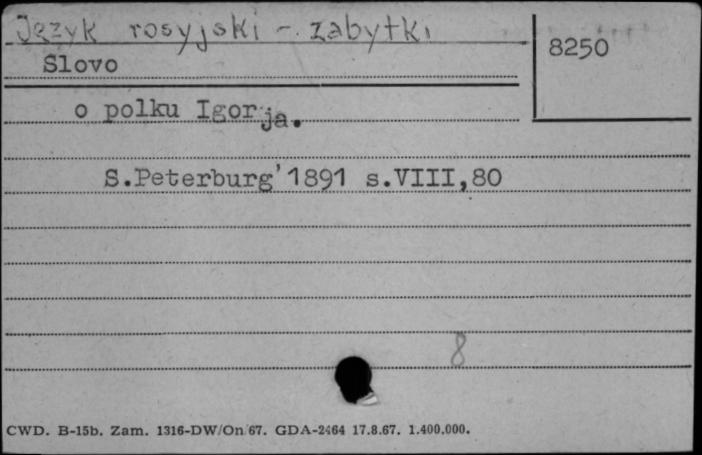 Język rosyjski - zabytki
8250
Slovo
o polku Igorja.
S.Peterburg'1891 s.VIII,80
8
CWD. B-15b. Zam. 1316-DW/On/67. GDA-2464 17.8.67. 1.400.000.